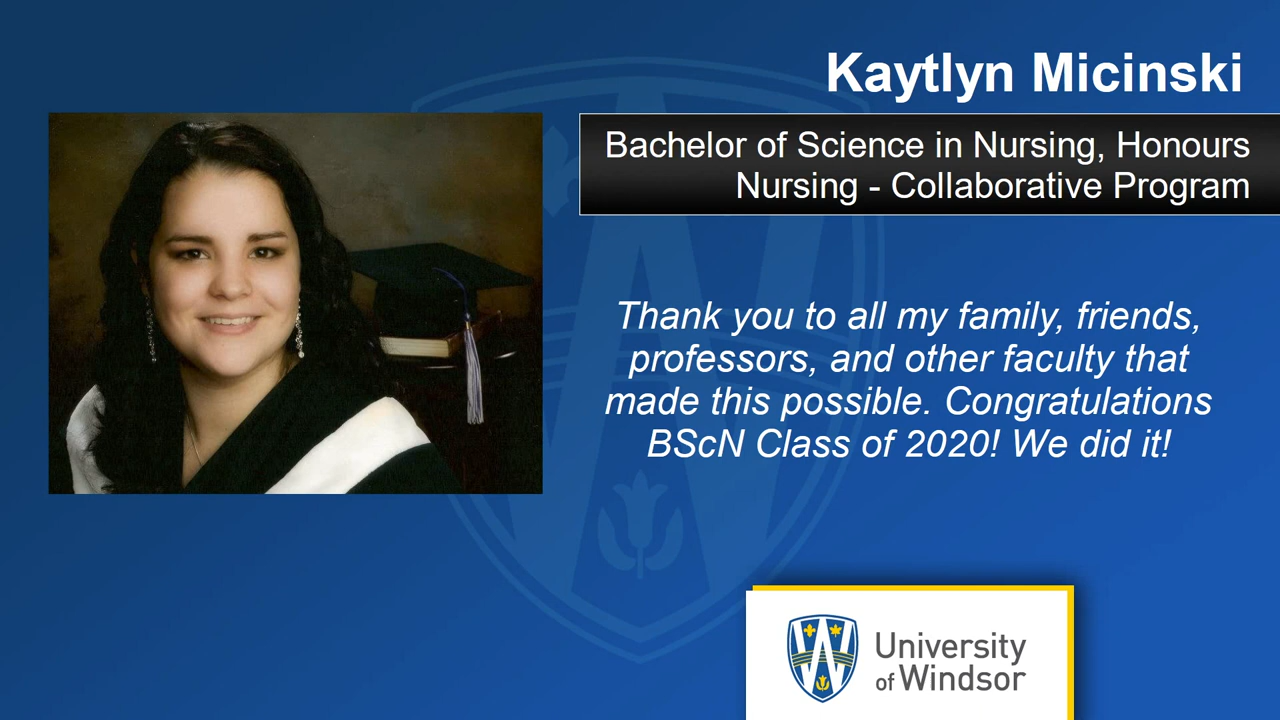 Kaytlyn Micinski
Bachelor of Science in Nursing, Honours
Nursing - Collaborative Program
Thank you to all my family, friends,
professors, and other faculty that
made this possible. Congratulations
BScN Class of 2020! We did it!
University
of Windsor